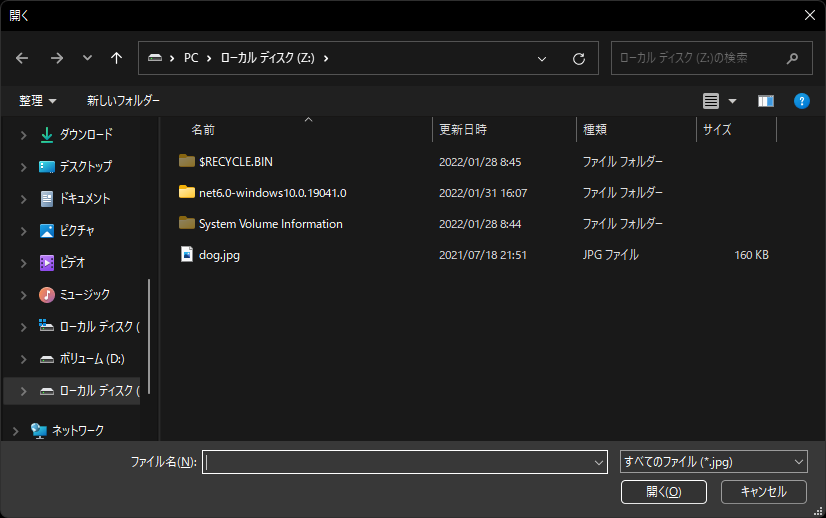 開く
PC
ローカル ディスク (Z:)
ローカル ディスク (Z:)の検索
整理
新しいフォルダー
名前
更新日時
種類
サイズ
$RECYCLE.BIN 2022/01/28 8:45 ファイル フォルダー
net6.0-windows10.0.19041.0 2022/01/31 16:07 ファイル フォルダー
System Volume Information 2022/01/28 8:44 ファイル フォルダー
dog.jpg 2021/07/18 21:51 JPG ファイル 160 KB
ダウンロード
デスクトップ
ドキュメント
ピクチャ
ビデオ
ミュージック
ローカル ディスク (
ボリューム (D:)
ローカル ディスク (
ネットワーク
ファイル名(N):
すべてのファイル (*.jpg)
開く(O)
キャンセル